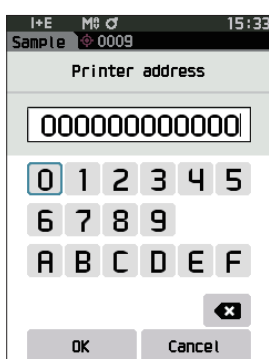 I+E M 15:33
Sample 0009
Printer address
000000000000
0 1 2 3 4 5
6 7 8 9
A B C D E F
OK Cancel